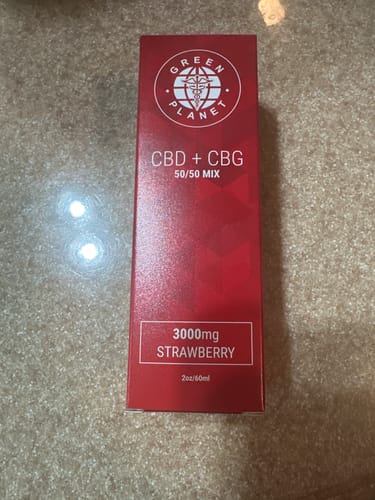 GREEN
PLANET
CBD + CBG
50/50 MIX
3000mg
STRAWBERRY
2oz/60ml